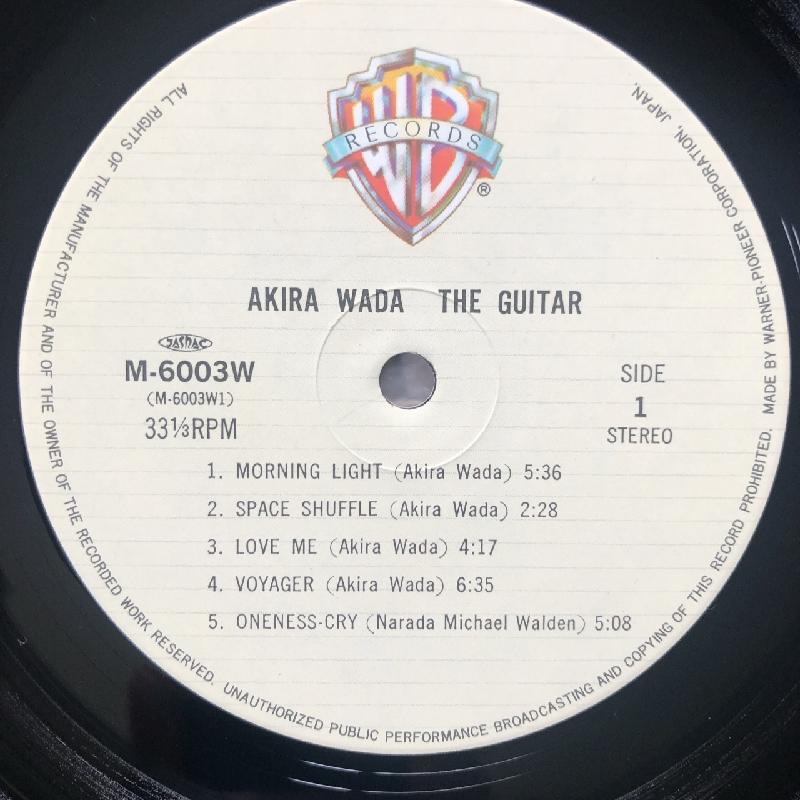 WB
RECORDS
®
AKIRA WADA THE GUITAR
JASRAC
M-6003W
(M-6003W1)
33⅓RPM
SIDE
1
STEREO
1. MORNING LIGHT (Akira Wada) 5:36
2. SPACE SHUFFLE (Akira Wada) 2:28
3. LOVE ME (Akira Wada) 4:17
4. VOYAGER (Akira Wada) 6:35
5. ONENESS-CRY (Narada Michael Walden) 5:08
ALL RIGHTS OF THE MANUFACTURER AND OF THE OWNER OF THE RECORDED WORK RESERVED. UNAUTHORIZED PUBLIC PERFORMANCE BROADCASTING AND COPYING OF THIS RECORD PROHIBITED. MADE BY WARNER-PIONEER CORPORATION, JAPAN.